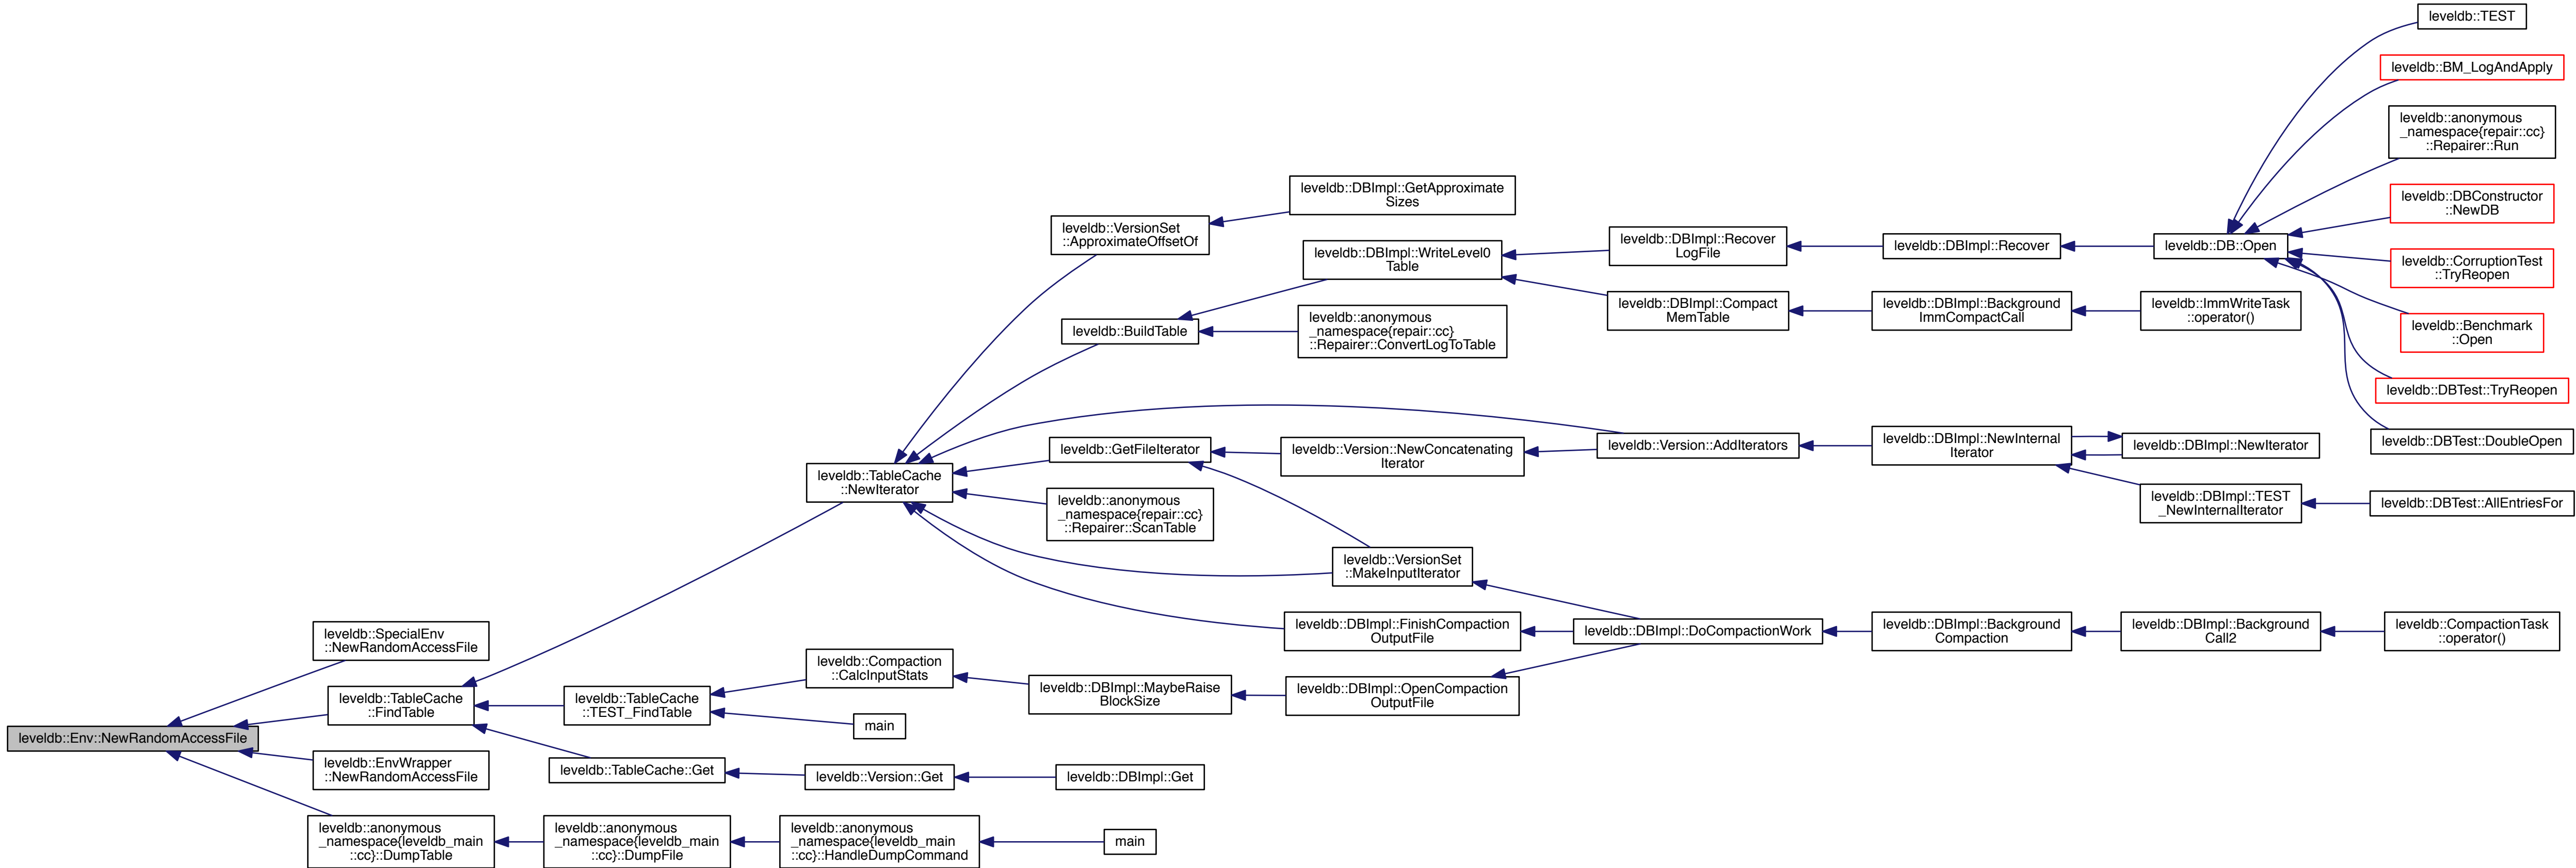 leveldb::TEST
leveldb::BM_LogAndApply
leveldb::anonymous
_namespace{repair::cc}
::Repairer::Run
leveldb::DBConstructor
::NewDB
leveldb::CorruptionTest
::TryReopen
leveldb::Benchmark
::Open
leveldb::DBTest::TryReopen
leveldb::DBTest::DoubleOpen
leveldb::DB::Open
leveldb::DBImpl::GetApproximate
Sizes
leveldb::VersionSet
::ApproximateOffsetOf
leveldb::DBImpl::WriteLevel0
Table
leveldb::DBImpl::Recover
LogFile
leveldb::DBImpl::Recover
leveldb::BuildTable
leveldb::anonymous
_namespace{repair::cc}
::Repairer::ConvertLogToTable
leveldb::DBImpl::Compact
MemTable
leveldb::DBImpl::Background
ImmCompactCall
leveldb::ImmWriteTask
::operator()
leveldb::TableCache
::NewIterator
leveldb::GetFileIterator
leveldb::Version::NewConcatenating
Iterator
leveldb::Version::AddIterators
leveldb::DBImpl::NewInternal
Iterator
leveldb::DBImpl::NewIterator
leveldb::DBImpl::TEST
_NewInternalIterator
leveldb::DBTest::AllEntriesFor
leveldb::anonymous
_namespace{repair::cc}
::Repairer::ScanTable
leveldb::VersionSet
::MakeInputIterator
leveldb::DBImpl::FinishCompaction
OutputFile
leveldb::DBImpl::DoCompactionWork
leveldb::DBImpl::Background
Compaction
leveldb::DBImpl::Background
Call2
leveldb::CompactionTask
::operator()
leveldb::SpecialEnv
::NewRandomAccessFile
leveldb::TableCache
::FindTable
leveldb::TableCache
::TEST_FindTable
leveldb::Compaction
::CalcInputStats
leveldb::DBImpl::MaybeRaise
BlockSize
leveldb::DBImpl::OpenCompaction
OutputFile
main
leveldb::Env::NewRandomAccessFile
leveldb::EnvWrapper
::NewRandomAccessFile
leveldb::TableCache::Get
leveldb::Version::Get
leveldb::DBImpl::Get
leveldb::anonymous
_namespace{leveldb_main
::cc}::DumpTable
leveldb::anonymous
_namespace{leveldb_main
::cc}::DumpFile
leveldb::anonymous
_namespace{leveldb_main
::cc}::HandleDumpCommand
main